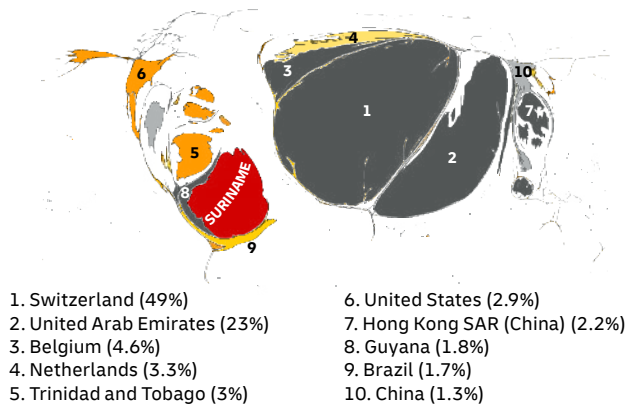 4
6
3
10
1
7
5
2
8
SURINAME
9
1. Switzerland (49%)
2. United Arab Emirates (23%)
3. Belgium (4.6%)
4. Netherlands (3.3%)
5. Trinidad and Tobago (3%)
6. United States (2.9%)
7. Hong Kong SAR (China) (2.2%)
8. Guyana (1.8%)
9. Brazil (1.7%)
10. China (1.3%)